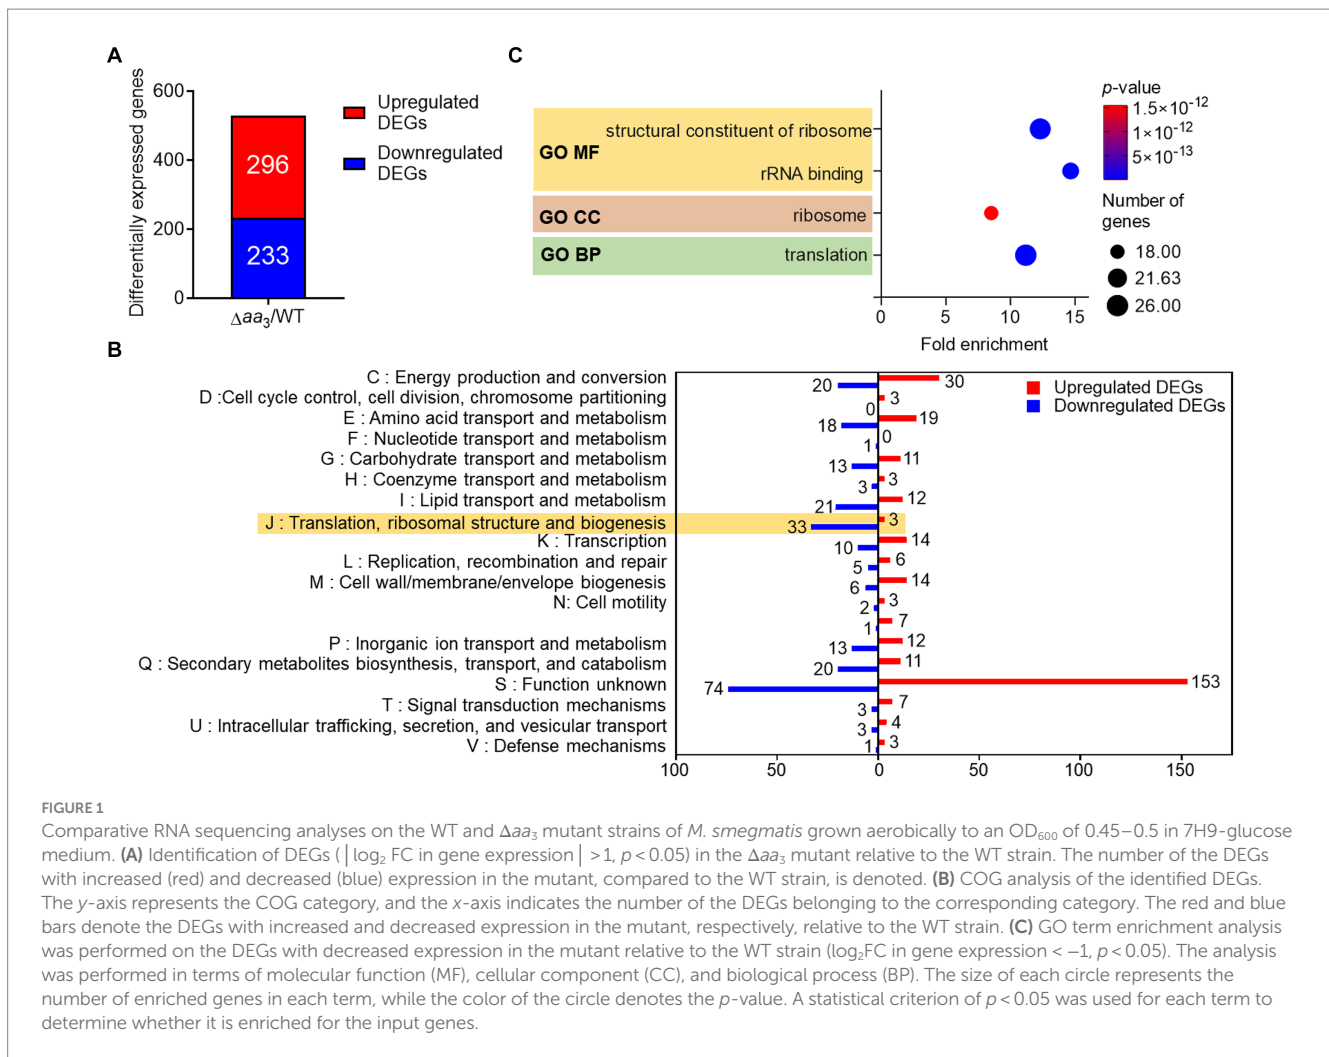 A
Differentially expressed genes
600
400
200
0
296
233
Δaa3/WT
Upregulated
DEGs
Downregulated
DEGs
C
GO MF
structural constituent of ribosome
rRNA binding
GO CC
ribosome
GO BP
translation
0
5
10
15
Fold enrichment
p-value
1.5×10-12
1×10-12
5×10-13
Number of
genes
18.00
21.63
26.00
B
C : Energy production and conversion 20 30
D :Cell cycle control, cell division, chromosome partitioning 0 3
E : Amino acid transport and metabolism 18 19
F : Nucleotide transport and metabolism 1 0
G : Carbohydrate transport and metabolism 13 11
H : Coenzyme transport and metabolism 3 3
I : Lipid transport and metabolism 21 12
J : Translation, ribosomal structure and biogenesis 33 3
K : Transcription 10 14
L : Replication, recombination and repair 5 6
M : Cell wall/membrane/envelope biogenesis 6 14
N: Cell motility 2 3
1 7
P : Inorganic ion transport and metabolism 13 12
Q : Secondary metabolites biosynthesis, transport, and catabolism 20 11
S : Function unknown 74 153
T : Signal transduction mechanisms 3 7
U : Intracellular trafficking, secretion, and vesicular transport 3 4
V : Defense mechanisms 1 3
Upregulated DEGs
Downregulated DEGs
100 50 0 50 100 150
FIGURE 1
Comparative RNA sequencing analyses on the WT and Δaa3 mutant strains of M. smegmatis grown aerobically to an OD600 of 0.45–0.5 in 7H9-glucose
medium. (A) Identification of DEGs (|log2 FC in gene expression| >1, p < 0.05) in the Δaa3 mutant relative to the WT strain. The number of the DEGs
with increased (red) and decreased (blue) expression in the mutant, compared to the WT strain, is denoted. (B) COG analysis of the identified DEGs.
The y-axis represents the COG category, and the x-axis indicates the number of the DEGs belonging to the corresponding category. The red and blue
bars denote the DEGs with increased and decreased expression in the mutant, respectively, relative to the WT strain. (C) GO term enrichment analysis
was performed on the DEGs with decreased expression in the mutant relative to the WT strain (log2FC in gene expression < −1, p < 0.05). The analysis
was performed in terms of molecular function (MF), cellular component (CC), and biological process (BP). The size of each circle represents the
number of enriched genes in each term, while the color of the circle denotes the p-value. A statistical criterion of p < 0.05 was used for each term to
determine whether it is enriched for the input genes.